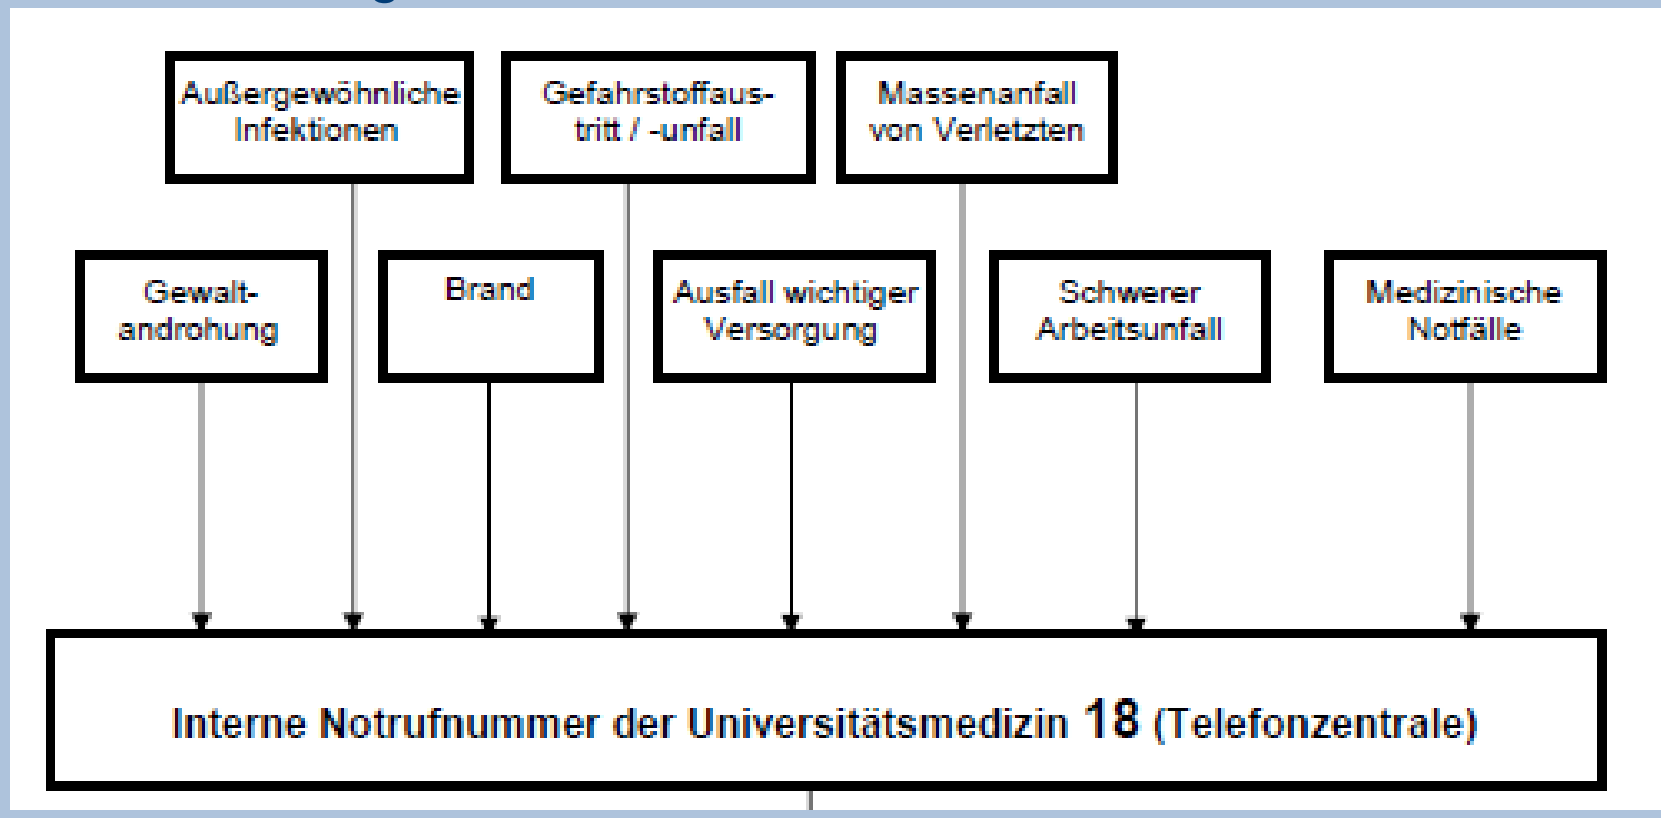 Außergewöhnliche
Infektionen
Gefahrstoffaus-
tritt / -unfall
Massenanfall
von Verletzten
Gewalt-
androhung
Brand
Ausfall wichtiger
Versorgung
Schwerer
Arbeitsunfall
Medizinische
Notfälle
Interne Notrufnummer der Universitätsmedizin 18 (Telefonzentrale)